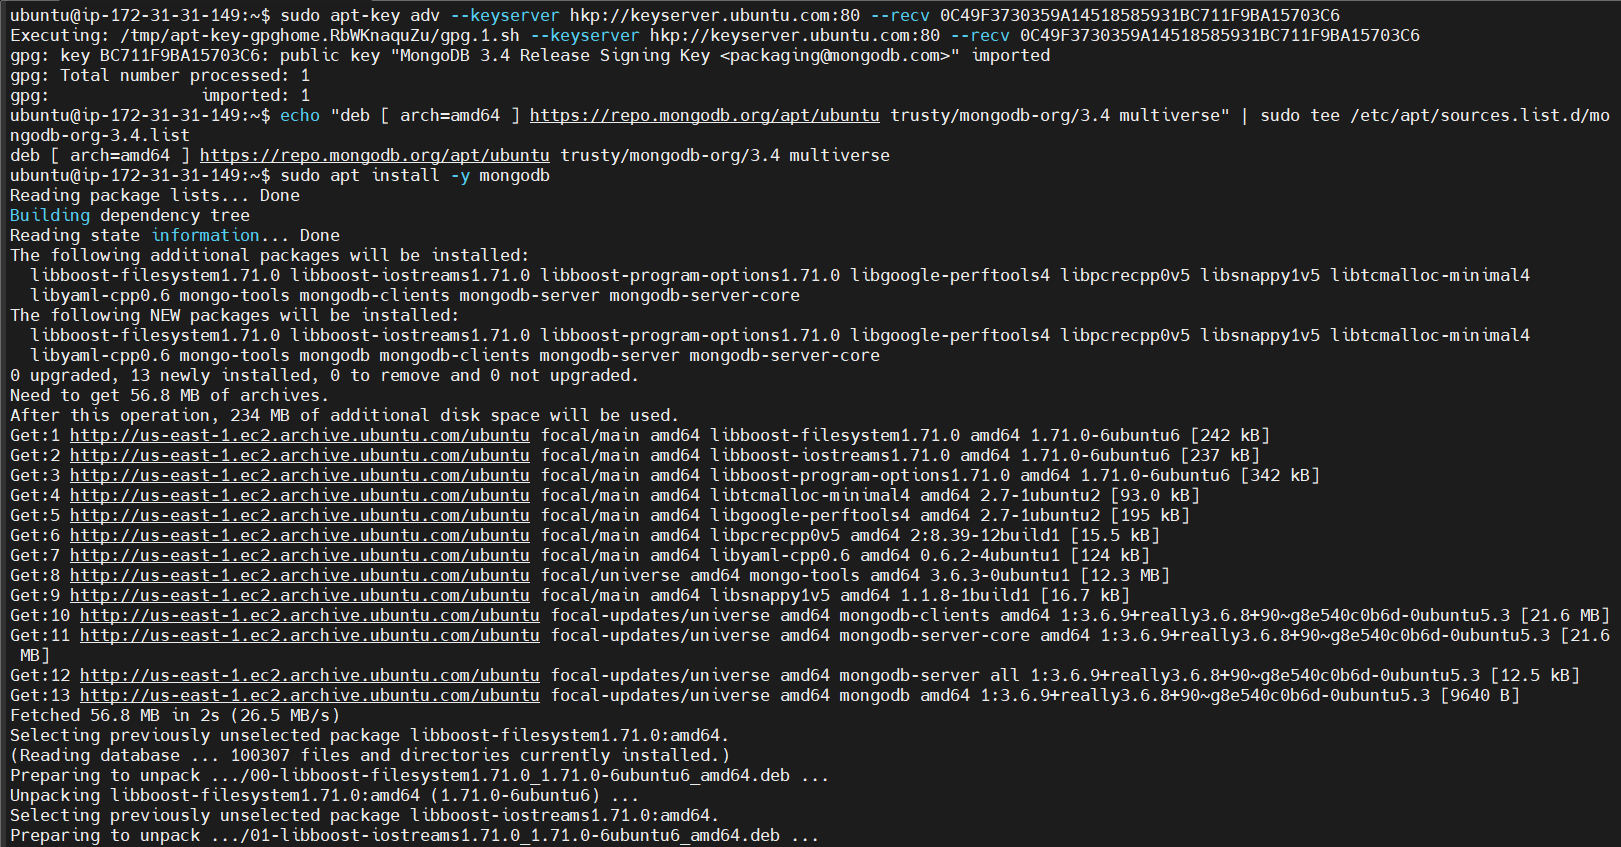 ubuntu@ip-172-31-31-149:~$ sudo apt-key adv --keyserver hkp://keyserver.ubuntu.com:80 --recv 0C49F3730359A14518585931BC711F9BA15703C6
Executing: /tmp/apt-key-gpghome.RbWKnaquZu/gpg.1.sh --keyserver hkp://keyserver.ubuntu.com:80 --recv 0C49F3730359A14518585931BC711F9BA15703C6
gpg: key BC711F9BA15703C6: public key "MongoDB 3.4 Release Signing Key <packaging@mongodb.com>" imported
gpg: Total number processed: 1
gpg:               imported: 1
ubuntu@ip-172-31-31-149:~$ echo "deb [ arch=amd64 ] https://repo.mongodb.org/apt/ubuntu trusty/mongodb-org/3.4 multiverse" | sudo tee /etc/apt/sources.list.d/mo
ngodb-org-3.4.list
deb [ arch=amd64 ] https://repo.mongodb.org/apt/ubuntu trusty/mongodb-org/3.4 multiverse
ubuntu@ip-172-31-31-149:~$ sudo apt install -y mongodb
Reading package lists... Done
Building dependency tree
Reading state information... Done
The following additional packages will be installed:
  libboost-filesystem1.71.0 libboost-iostreams1.71.0 libboost-program-options1.71.0 libgoogle-perftools4 libpcrecpp0v5 libsnappy1v5 libtcmalloc-minimal4
  libyaml-cpp0.6 mongo-tools mongodb-clients mongodb-server mongodb-server-core
The following NEW packages will be installed:
  libboost-filesystem1.71.0 libboost-iostreams1.71.0 libboost-program-options1.71.0 libgoogle-perftools4 libpcrecpp0v5 libsnappy1v5 libtcmalloc-minimal4
  libyaml-cpp0.6 mongo-tools mongodb mongodb-clients mongodb-server mongodb-server-core
0 upgraded, 13 newly installed, 0 to remove and 0 not upgraded.
Need to get 56.8 MB of archives.
After this operation, 234 MB of additional disk space will be used.
Get:1 http://us-east-1.ec2.archive.ubuntu.com/ubuntu focal/main amd64 libboost-filesystem1.71.0 amd64 1.71.0-6ubuntu6 [242 kB]
Get:2 http://us-east-1.ec2.archive.ubuntu.com/ubuntu focal/main amd64 libboost-iostreams1.71.0 amd64 1.71.0-6ubuntu6 [237 kB]
Get:3 http://us-east-1.ec2.archive.ubuntu.com/ubuntu focal/main amd64 libboost-program-options1.71.0 amd64 1.71.0-6ubuntu6 [342 kB]
Get:4 http://us-east-1.ec2.archive.ubuntu.com/ubuntu focal/main amd64 libtcmalloc-minimal4 amd64 2.7-1ubuntu2 [93.0 kB]
Get:5 http://us-east-1.ec2.archive.ubuntu.com/ubuntu focal/main amd64 libgoogle-perftools4 amd64 2.7-1ubuntu2 [195 kB]
Get:6 http://us-east-1.ec2.archive.ubuntu.com/ubuntu focal/main amd64 libpcrecpp0v5 amd64 2:8.39-12build1 [15.5 kB]
Get:7 http://us-east-1.ec2.archive.ubuntu.com/ubuntu focal/main amd64 libyaml-cpp0.6 amd64 0.6.2-4ubuntu1 [124 kB]
Get:8 http://us-east-1.ec2.archive.ubuntu.com/ubuntu focal/universe amd64 mongo-tools amd64 3.6.3-0ubuntu1 [12.3 MB]
Get:9 http://us-east-1.ec2.archive.ubuntu.com/ubuntu focal/main amd64 libsnappy1v5 amd64 1.1.8-1build1 [16.7 kB]
Get:10 http://us-east-1.ec2.archive.ubuntu.com/ubuntu focal-updates/universe amd64 mongodb-clients amd64 1:3.6.9+really3.6.8+90~g8e540c0b6d-0ubuntu5.3 [21.6 MB]
Get:11 http://us-east-1.ec2.archive.ubuntu.com/ubuntu focal-updates/universe amd64 mongodb-server-core amd64 1:3.6.9+really3.6.8+90~g8e540c0b6d-0ubuntu5.3 [21.6
 MB]
Get:12 http://us-east-1.ec2.archive.ubuntu.com/ubuntu focal-updates/universe amd64 mongodb-server all 1:3.6.9+really3.6.8+90~g8e540c0b6d-0ubuntu5.3 [12.5 kB]
Get:13 http://us-east-1.ec2.archive.ubuntu.com/ubuntu focal-updates/universe amd64 mongodb amd64 1:3.6.9+really3.6.8+90~g8e540c0b6d-0ubuntu5.3 [9640 B]
Fetched 56.8 MB in 2s (26.5 MB/s)
Selecting previously unselected package libboost-filesystem1.71.0:amd64.
(Reading database ... 100307 files and directories currently installed.)
Preparing to unpack .../00-libboost-filesystem1.71.0_1.71.0-6ubuntu6_amd64.deb ...
Unpacking libboost-filesystem1.71.0:amd64 (1.71.0-6ubuntu6) ...
Selecting previously unselected package libboost-iostreams1.71.0:amd64.
Preparing to unpack .../01-libboost-iostreams1.71.0_1.71.0-6ubuntu6_amd64.deb ...